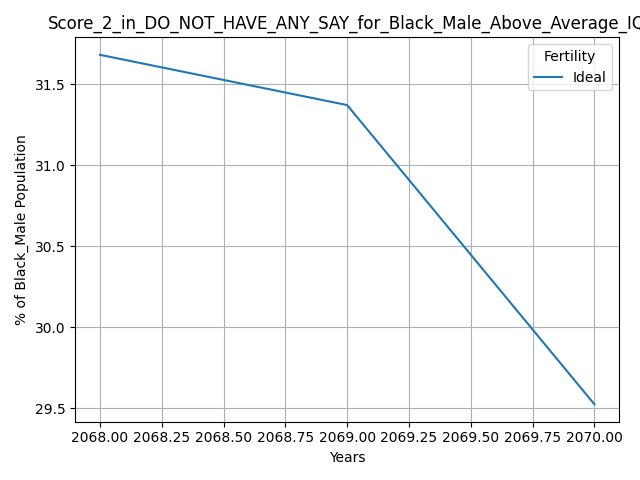 Score_2_in_DO_NOT_HAVE_ANY_SAY_for_Black_Male_Above_Average_IQ
Fertility
Ideal
31.5
31.0
30.5
30.0
29.5
% of Black_Male Population
2068.00 2068.25 2068.50 2068.75 2069.00 2069.25 2069.50 2069.75 2070.00
Years